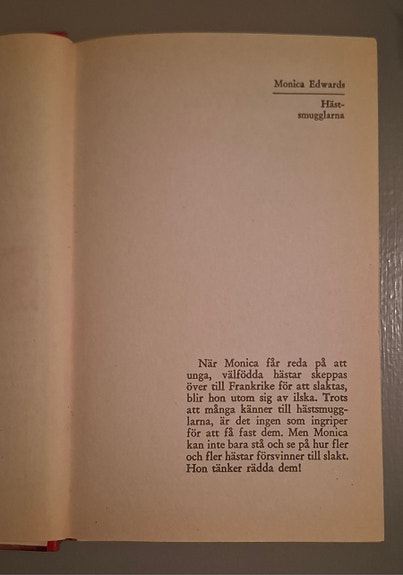 Monica Edwards
Häst-
smugglarna
När Monica får reda på att
unga, välfödda hästar skeppas
över till Frankrike för att slaktas,
blir hon utom sig av ilska. Trots
att många känner till hästsmugg-
larna, är det ingen som ingriper
för att få fast dem. Men Monica
kan inte bara stå och se på hur fler
och fler hästar försvinner till slakt.
Hon tänker rädda dem!